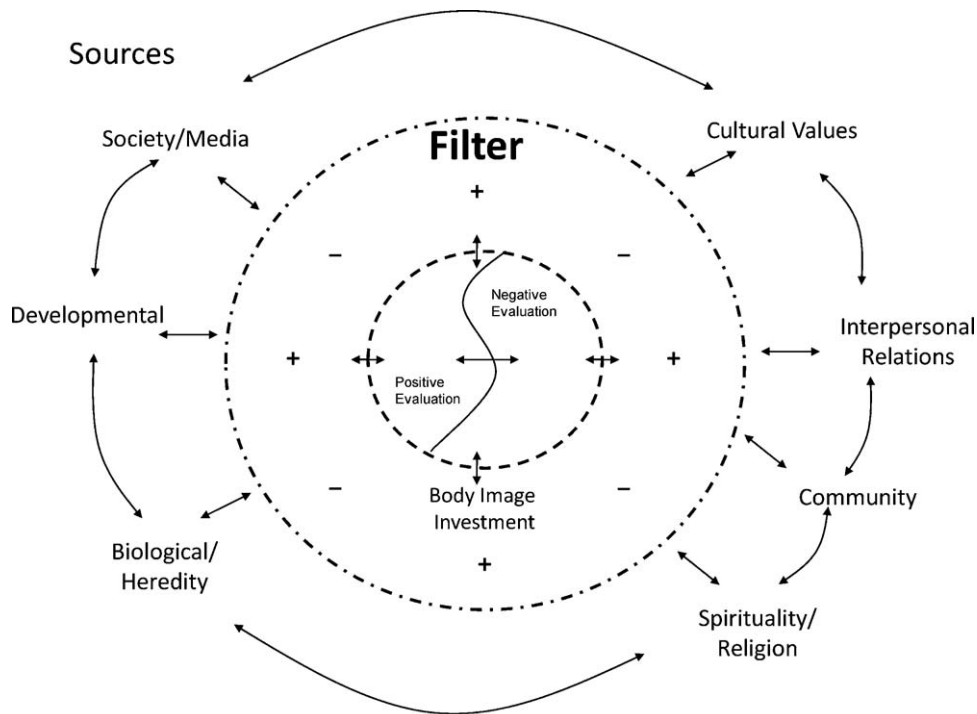 Sources
Society/Media
Cultural Values
Filter
+
−
−
Negative
Evaluation
Developmental
Interpersonal
Relations
+
+
Positive
Evaluation
−
−
Body Image
Investment
Community
Biological/
Heredity
+
Spirituality/
Religion